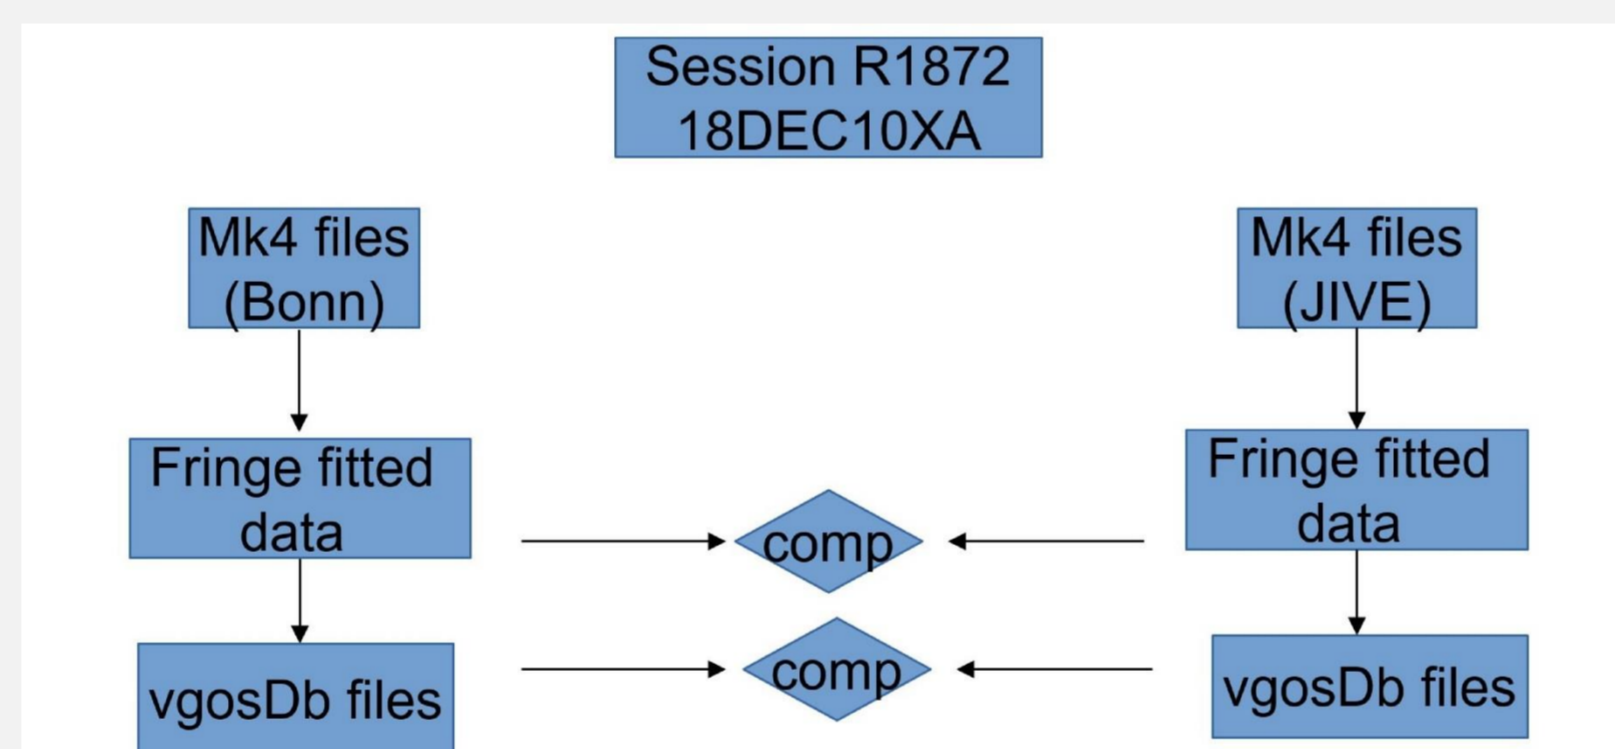 Session R1872
18DEC10XA
Mk4 files
(Bonn)
Mk4 files
(JIVE)
Fringe fitted
data
Fringe fitted
data
comp
comp
vgosDb files
vgosDb files